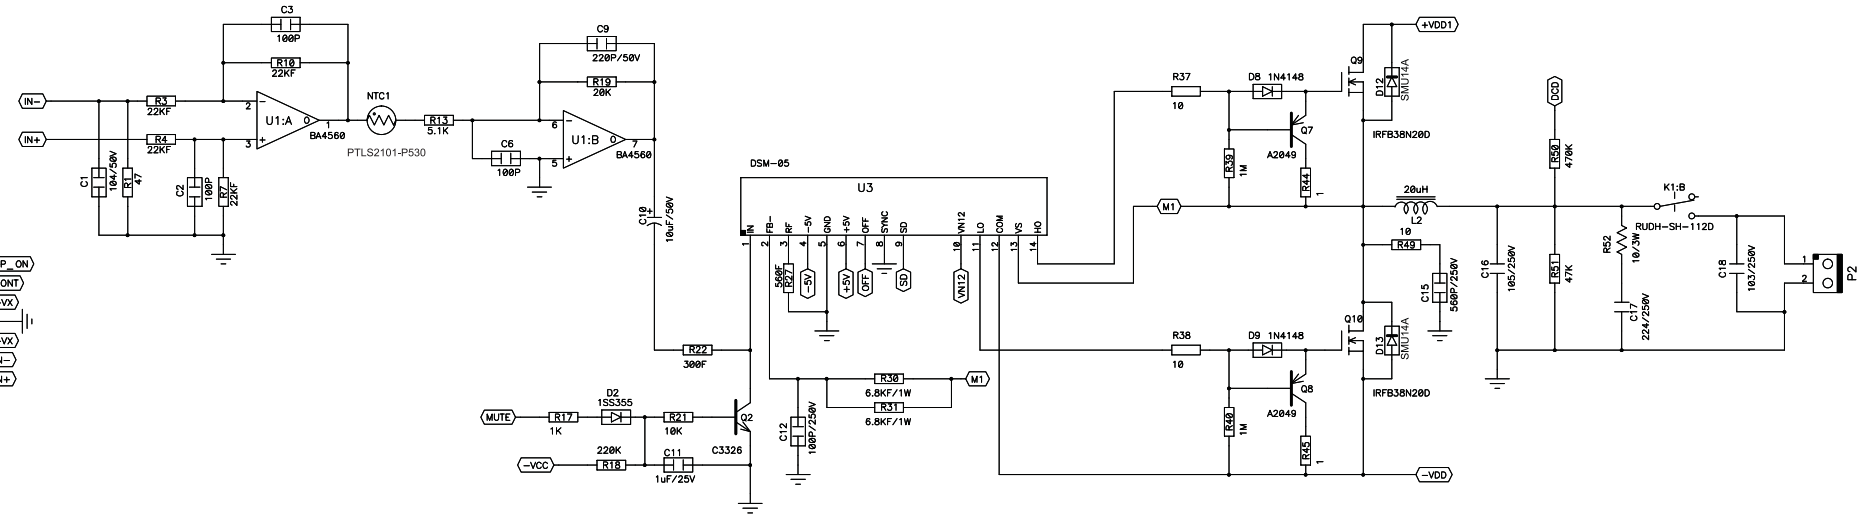 C3
100P
R10
22KF
IN-
IN+
R3
22KF
R4
22KF
C1
104/50V
R1
47
C2
100P
R7
22KF
2
3
-
+
U1:A
O
1
BA4560
NTC1
PTLS2101-P530
R13
5.1K
C9
220P/50V
R19
20K
C6
100P
6
5
-
+
U1:B
O
7
BA4560
C10
+
10uF/50V
P_ON
ONT
-VX
-VX
N-
N+
DSM-05
U3
IN
FB-
RF
-5V
GND
+5V
OFF
SYNC
SD
VN12
LO
COM
VS
HO
1
2
3
4
5
6
7
8
9
10
11
12
13
14
560F
R27
-5V
+5V
OFF
SD
VN12
R22
300F
MUTE
R17
1K
D2
1SS355
R21
10K
Q2
C3326
-VCC
220K
R18
C11
1uF/25V
C12
100P/250V
R30
6.8KF/1W
R31
6.8KF/1W
M1
R37
10
D8 1N4148
Q7
A2049
R39
1M
R44
1
M1
Q9
D12
SMU14A
+VDD1
IRFB38N20D
R38
10
D9 1N4148
Q8
A2049
R40
1M
R45
1
Q10
D13
SMU14A
IRFB38N20D
-VDD
20uH
L2
10
R49
C15
560P/250V
DCD
R50
470K
C16
105/250V
R51
47K
R52
10/3W
C17
224/250V
K1:B
RUDH-SH-112D
C18
103/250V
1
2
P2